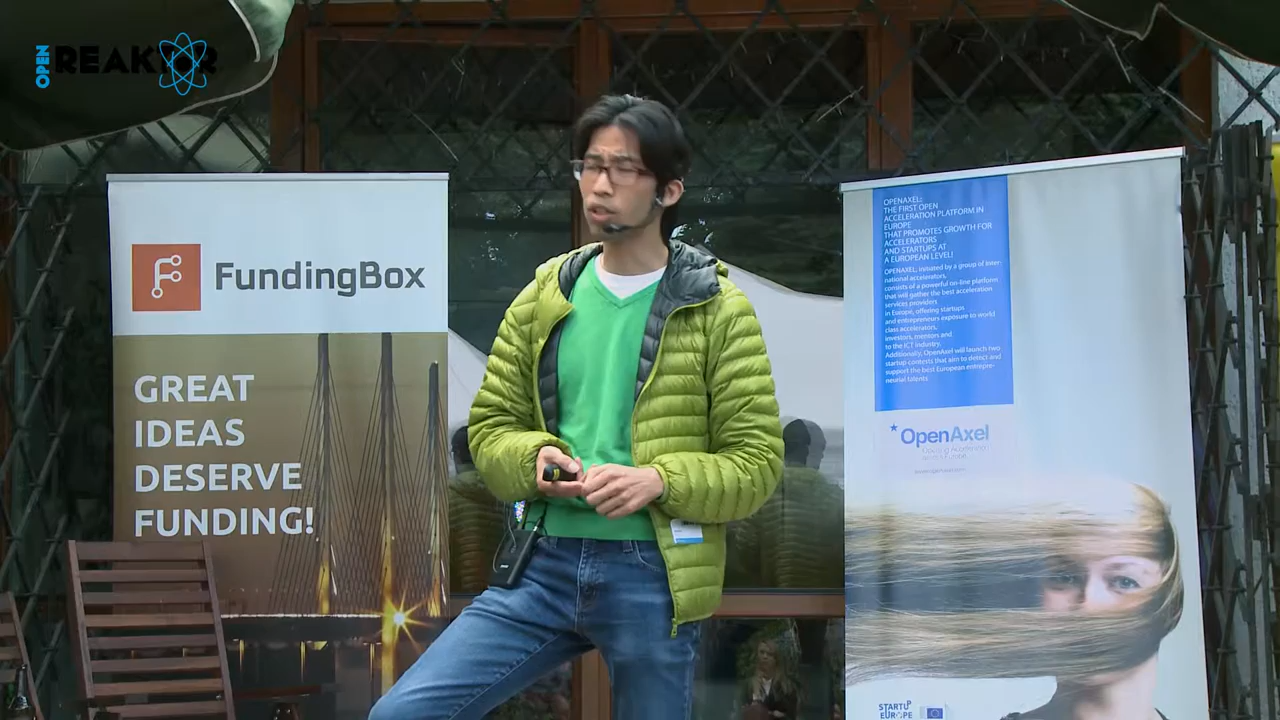 OPEN REAKTOR
FundingBox
GREAT
IDEAS
DESERVE
FUNDING!
OPENAXEL:
THE FIRST OPEN
ACCELERATION PLATFORM IN
EUROPE
THAT PROMOTES GROWTH FOR
ACCELERATORS
AND STARTUPS AT
A EUROPEAN LEVEL!
OPENAXEL, initiated by a group of inter-
national accelerators,
consists of a powerful on-line platform
that will gather the best acceleration
services providers
in Europe, offering startups
and entrepreneurs exposure to world
class accelerators,
investors, mentors and
to the ICT industry.
Additionally, OpenAxel will launch two
startup contests that aim to detect and
support the best European entrepre-
neurial talents
OpenAxel
STARTUP
EUROPE